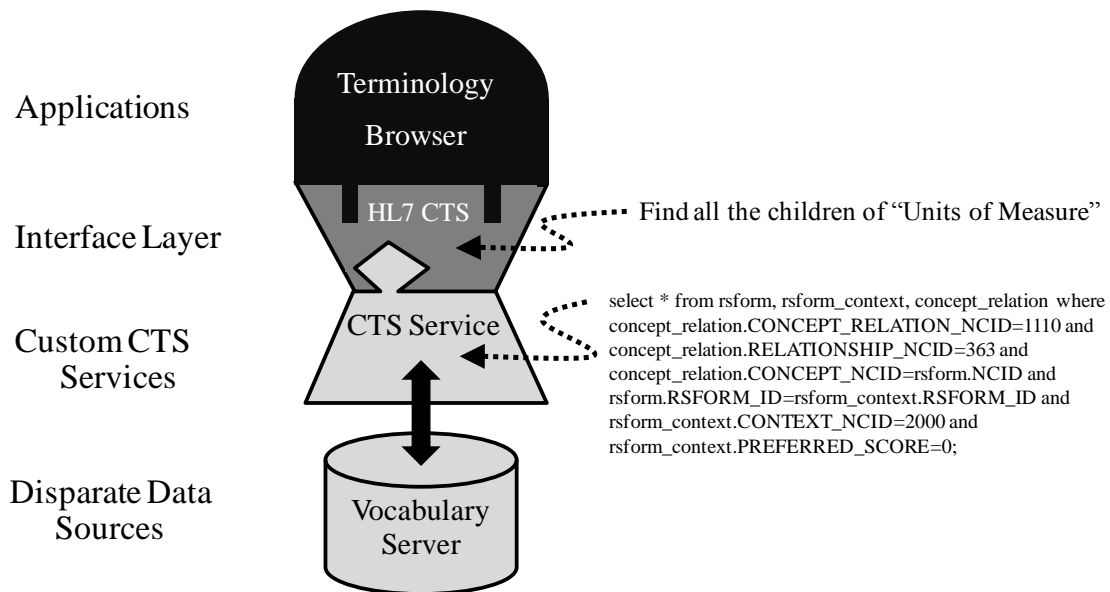 Applications
Terminology
Browser
Interface Layer
HL7 CTS
Find all the children of “Units of Measure”
Custom CTS
Services
CTS Service
select * from rsform, rsform_context, concept_relation where
concept_relation.CONCEPT_RELATION_NCID=1110 and
concept_relation.RELATIONSHIP_NCID=363 and
concept_relation.CONCEPT_NCID=rsform.NCID and
rsform.RSFORM_ID=rsform_context.RSFORM_ID and
rsform_context.CONTEXT_NCID=2000 and
rsform_context.PREFERRED_SCORE=0;
Disparate Data
Sources
Vocabulary
Server